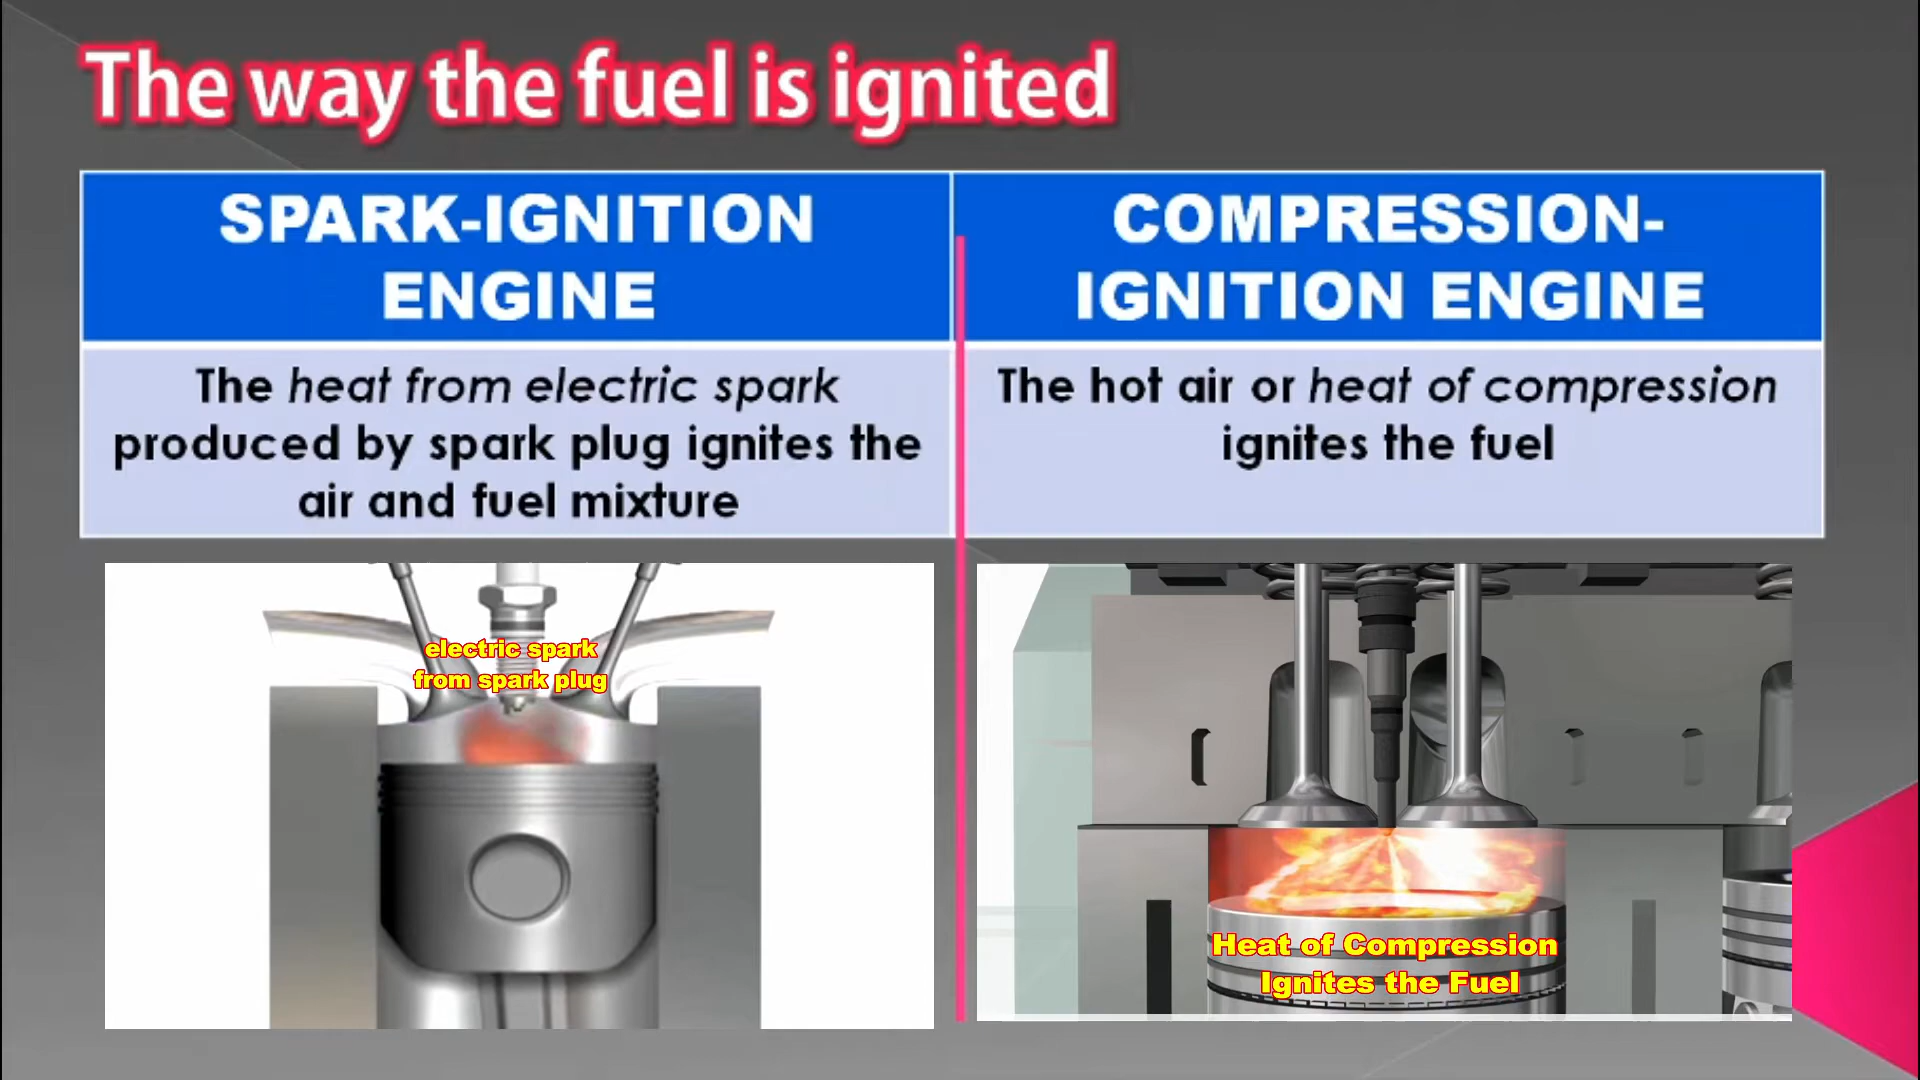 The way the fuel is ignited
SPARK-IGNITION
ENGINE
COMPRESSION-
IGNITION ENGINE
The heat from electric spark
produced by spark plug ignites the
air and fuel mixture
The hot air or heat of compression
ignites the fuel
electric spark
from spark plug
Heat of Compression
Ignites the Fuel